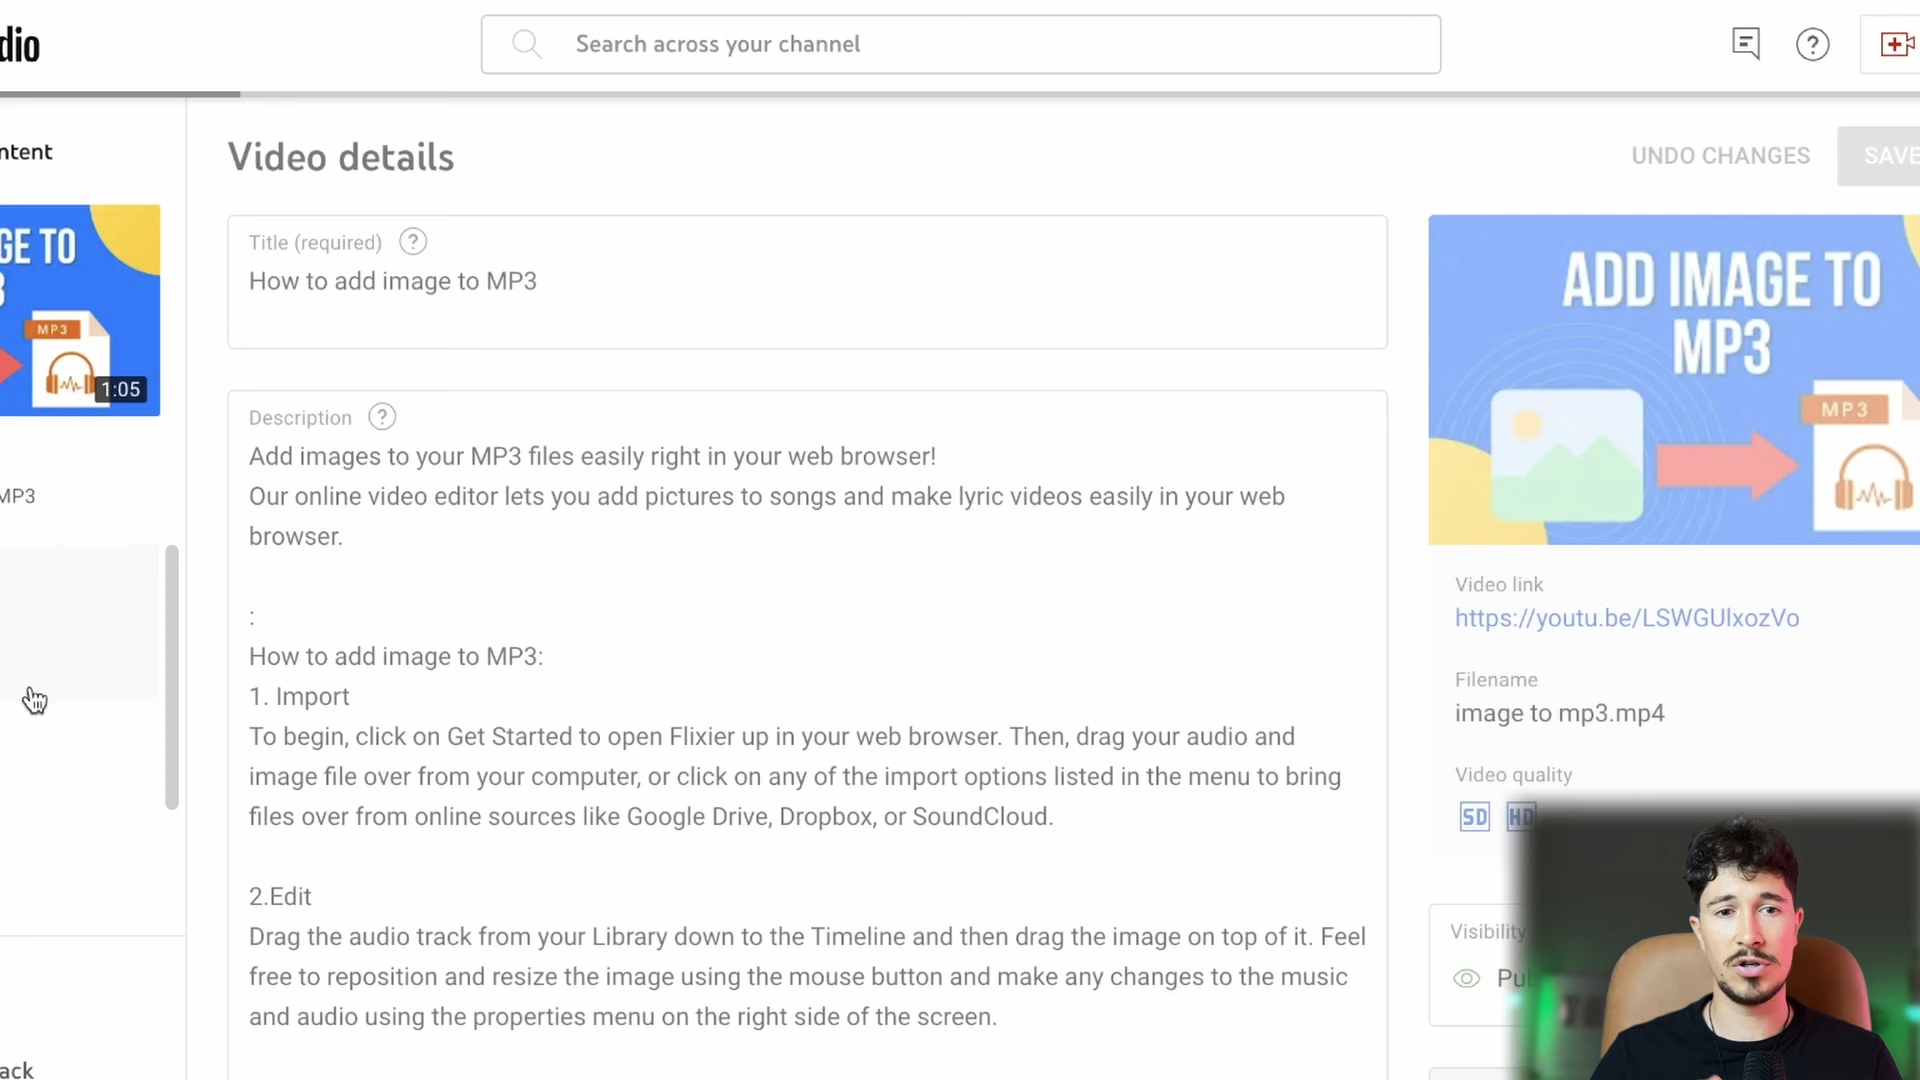 dio
Search across your channel
ntent
Video details
UNDO CHANGES
SAVE
GE TO
3
MP3
1:05
MP3
Title (required)
How to add image to MP3
Description
Add images to your MP3 files easily right in your web browser!
Our online video editor lets you add pictures to songs and make lyric videos easily in your web
browser.
:
How to add image to MP3:
1. Import
To begin, click on Get Started to open Flixier up in your web browser. Then, drag your audio and
image file over from your computer, or click on any of the import options listed in the menu to bring
files over from online sources like Google Drive, Dropbox, or SoundCloud.
2.Edit
Drag the audio track from your Library down to the Timeline and then drag the image on top of it. Feel
free to reposition and resize the image using the mouse button and make any changes to the music
and audio using the properties menu on the right side of the screen.
ADD IMAGE TO
MP3
MP3
Video link
https://youtu.be/LSWGUlxozVo
Filename
image to mp3.mp4
Video quality
SD HD
Visibility
Pu
ack